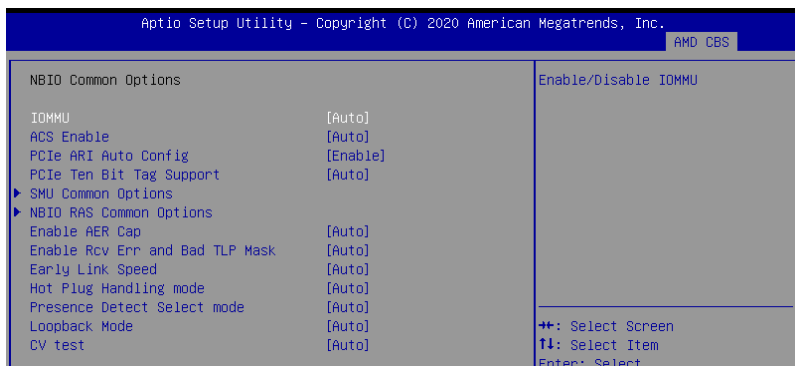 Aptio Setup Utility – Copyright (C) 2020 American Megatrends, Inc.
AMD CBS
NBIO Common Options
IOMMU [Auto]
ACS Enable [Auto]
PCIe ARI Auto Config [Enable]
PCIe Ten Bit Tag Support [Auto]
SMU Common Options
NBIO RAS Common Options
Enable AER Cap [Auto]
Enable Rcv Err and Bad TLP Mask [Auto]
Early Link Speed [Auto]
Hot Plug Handling mode [Auto]
Presence Detect Select mode [Auto]
Loopback Mode [Auto]
CV test [Auto]
Enable/Disable IOMMU
→←: Select Screen
↑↓: Select Item
Enter: Select